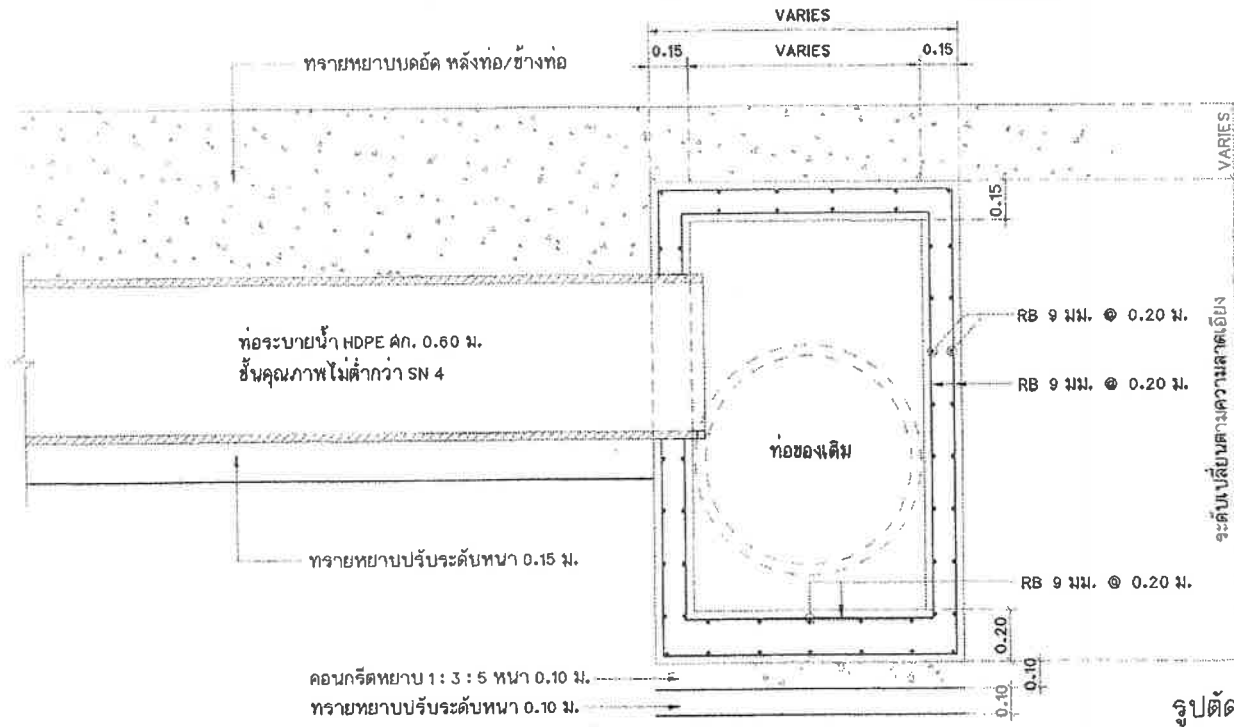 VARIES
0.15
VARIES
0.15
ทรายหยาบบดอัด หลังท่อ/ข้างท่อ
VARIES
0.15
RB 9 มม. @ 0.20 ม.
ท่อระบายน้ำ HDPE ศก. 0.60 ม.
ชั้นคุณภาพไม่ต่ำกว่า SN 4
RB 9 มม. @ 0.20 ม.
ท่อของเดิม
ระดับเปลี่ยนตามความลาดเอียง
ทรายหยาบปรับระดับหนา 0.15 ม.
RB 9 มม. @ 0.20 ม.
0.20
คอนกรีตหยาบ 1 : 3 : 5 หนา 0.10 ม.
0.10
ทรายหยาบปรับระดับหนา 0.10 ม.
0.10
รูปตัด